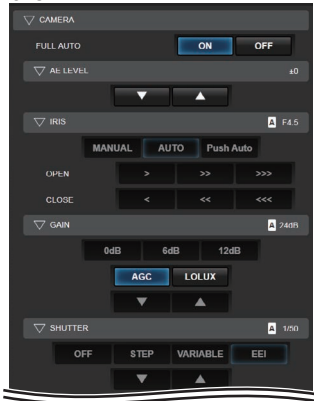 CAMERA
FULL AUTO ON OFF
AE LEVEL ±0
IRIS A F4.5
MANUAL AUTO Push Auto
OPEN > >> >>>
CLOSE < << <<<
GAIN A 24dB
0dB 6dB 12dB
AGC LOLUX
SHUTTER A 1/50
OFF STEP VARIABLE EEI